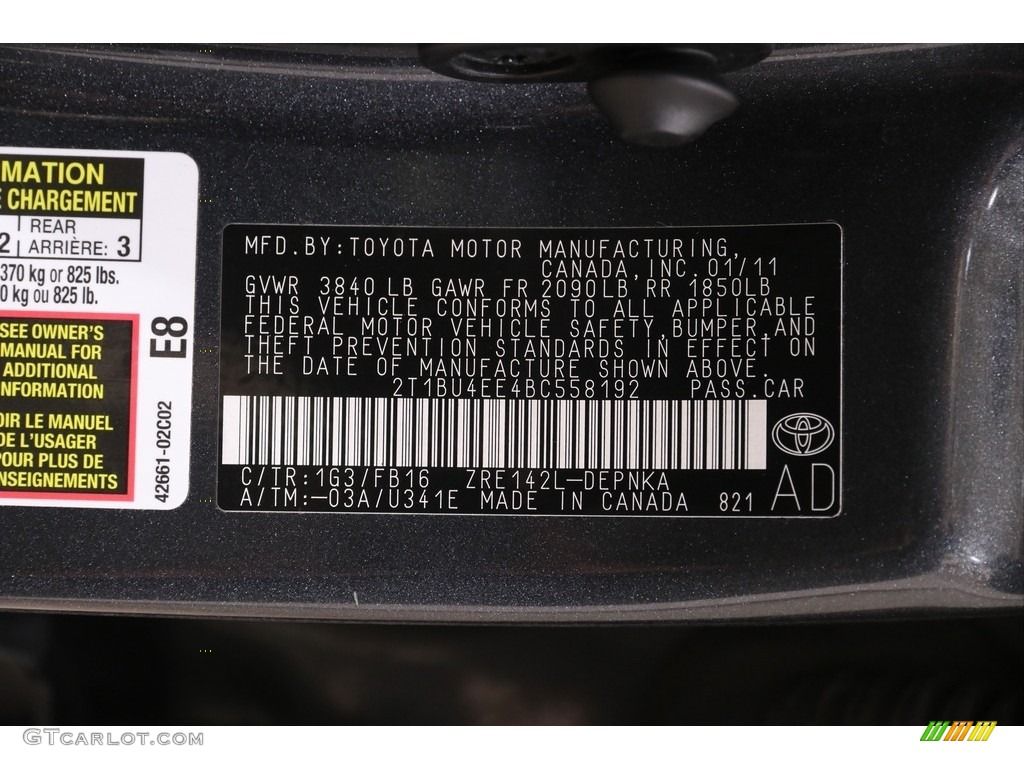 MATION
E CHARGEMENT
2 REAR
ARRIÈRE: 3
370 kg or 825 lbs.
0 kg ou 825 lb.
SEE OWNER'S
MANUAL FOR
ADDITIONAL
NFORMATION
OIR LE MANUEL
DE L'USAGER
POUR PLUS DE
NSEIGNEMENTS
E8
42661-02C02
MFD.BY:TOYOTA MOTOR MANUFACTURING,
CANADA,INC.01/11
GVWR 3840 LB GAWR FR 2090LB RR 1850LB
THIS VEHICLE CONFORMS TO ALL APPLICABLE
FEDERAL MOTOR VEHICLE SAFETY,BUMPER,AND
THEFT PREVENTION STANDARDS IN EFFECT ON
THE DATE OF MANUFACTURE SHOWN ABOVE.
2T1BU4EE4BC558192 PASS.CAR
C/TR:1G3/FB16 ZRE142L-DEPNKA
A/TM:-03A/U341E MADE IN CANADA 821
AD
GTcarlot.com